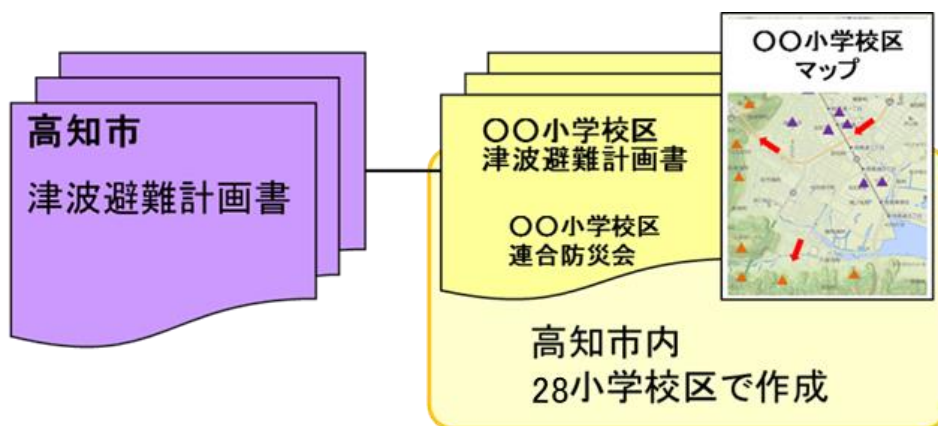 高知市
津波避難計画書
〇〇小学校区
津波避難計画書
〇〇小学校区
連合防災会
〇〇小学校区
マップ
高知市内
28小学校区で作成